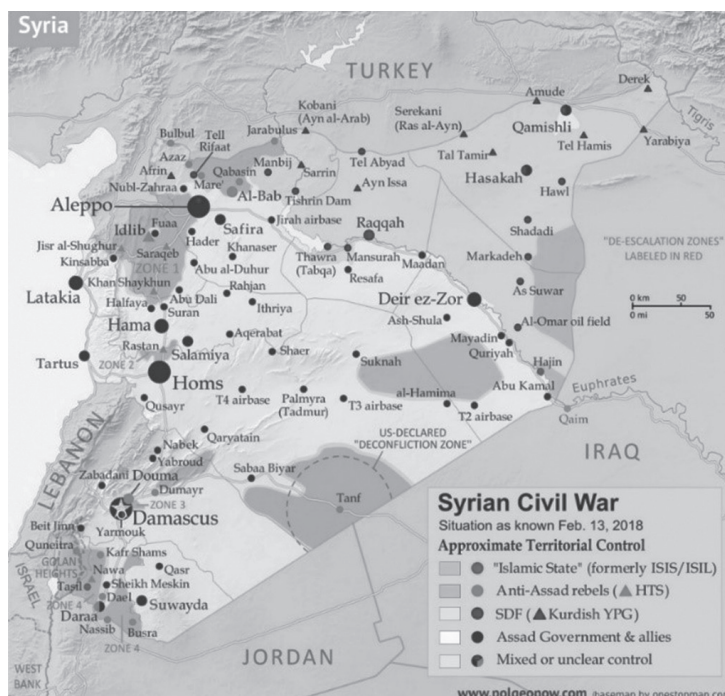 Syria
TURKEY
Derek
Amude
Kobani
(Ayn al-Arab)
Serekani
(Ras al-Ayn)
Qamishli
Tigris
Bulbul
Tell
Rifaat
Jarabulus
Azaz
Afrin
Mare'
Qabasin
Manbij
Sarrin
Tel Abyad
Tal Tamir
Tel Hamis
Yarabiya
Nubl-Zahraa
Al-Bab
Tishrin Dam
Ayn Issa
Hasakah
Hawl
Aleppo
Fuaa
Idlib
Safira
Jirah airbase
Raqqah
Shadadi
Jisr al-Shughur
Hader
Kinsabba
Saraqeb
ZONE 1
Khanaser
Abu al-Duhur
Thawra
(Tabqa)
Mansurah
Resafa
Maadan
Markadeh
"DE-ESCALATION ZONES"
LABELED IN RED
Latakia
Khan Shaykhun
Rahjan
Abu Dali
Halfaya
Suran
Ithriya
Deir ez-Zor
As Suwar
0 km 50 50
0 mi
Hama
Ash-Shula
Al-Omar oil field
Rastan
Salamiya
Aqerabat
Mayadin
Quriyah
Tartus
ZONE 2
Shaer
Suknah
Hajin
Homs
Abu Kamal
Euphrates
al-Hamima
Qusayr
T4 airbase
Palmyra
(Tadmur)
T3 airbase
T2 airbase
Qaim
LEBANON
Qaryatain
US-DECLARED
"DECONFLICTION ZONE"
IRAQ
Nabek
Yabroud
Zabadani
Douma
Sabaa Biyar
Dumayr
ZONE 3
Damascus
Tanf
Beit Jinn
Yarmouk
Quneitra
Kafr Shams
GOLAN
HEIGHTS
Nawa
Qasr
Tasil
Sheikh Meskin
ISRAEL
ZONE 4
Dael
Suwayda
Daraa
Nassib
Busra
ZONE 4
JORDAN
WEST
BANK
Syrian Civil War
Situation as known Feb. 13, 2018
Approximate Territorial Control
"Islamic State" (formerly ISIS/ISIL)
Anti-Assad rebels (▲ HTS)
SDF (▲ Kurdish YPG)
Assad Government & allies
Mixed or unclear control
www.polgeonow.com (basemap by onestopmap.com